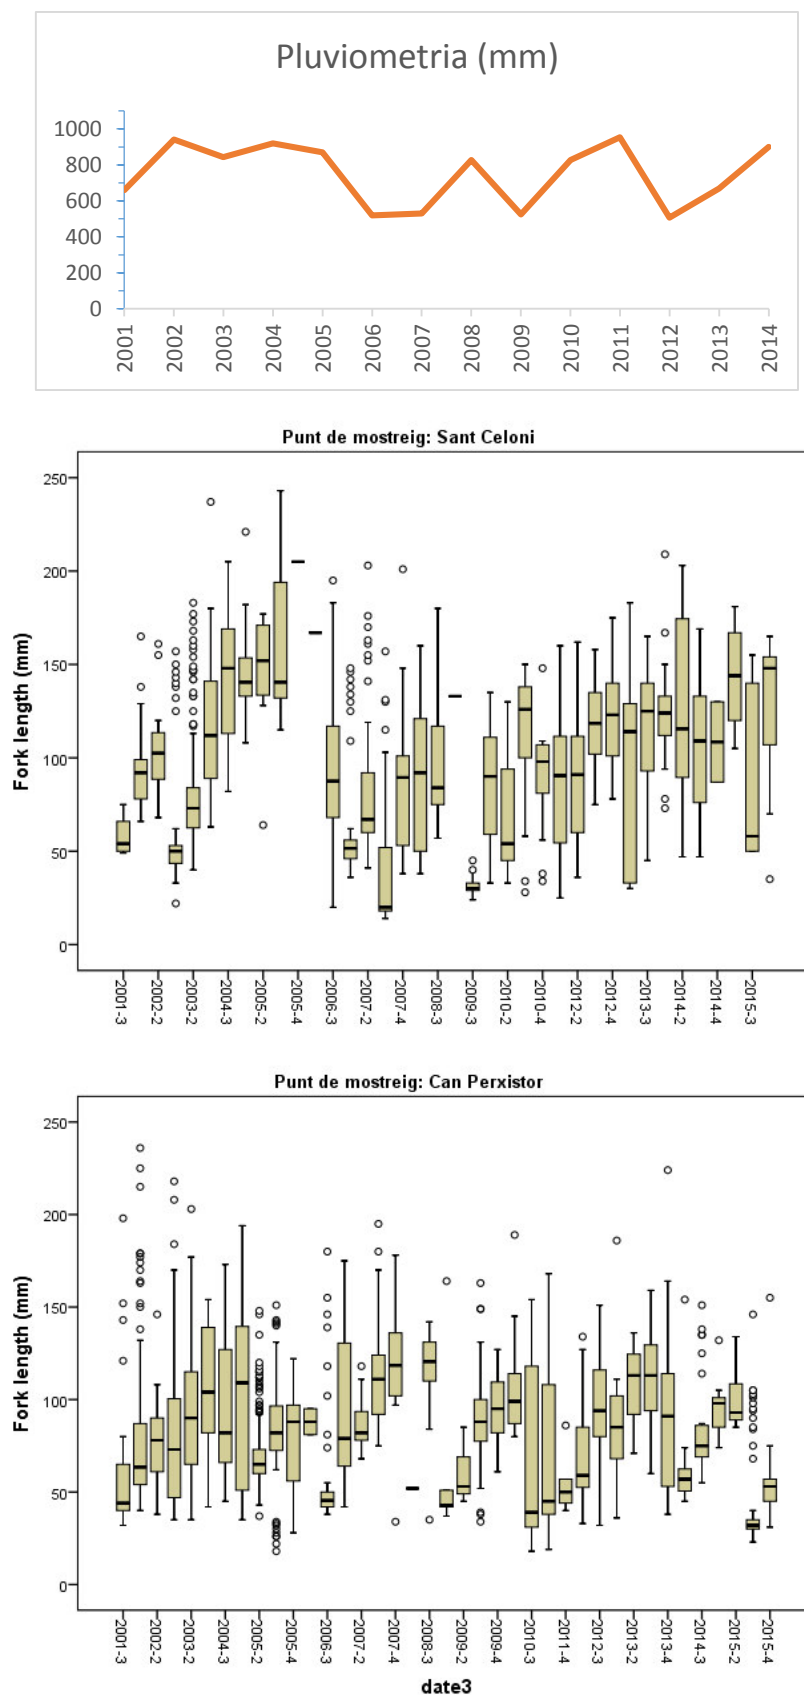 Pluviometria (mm)
1000
800
600
400
200
0
2001 2002 2003 2004 2005 2006 2007 2008 2009 2010 2011 2012 2013 2014
Punt de mostreig: Sant Celoni
Fork length (mm)
250
200
150
100
50
0
2001-3 2002-2 2003-2 2004-3 2005-2 2005-4 2006-3 2007-2 2007-4 2008-3 2009-3 2010-2 2010-4 2012-2 2012-4 2013-3 2014-2 2014-4 2015-3
Punt de mostreig: Can Perxistor
Fork length (mm)
250
200
150
100
50
0
2001-3 2002-2 2003-2 2004-3 2005-2 2005-4 2006-3 2007-2 2007-4 2008-3 2009-2 2009-4 2010-3 2011-4 2012-3 2013-2 2013-4 2014-3 2015-2 2015-4
date3